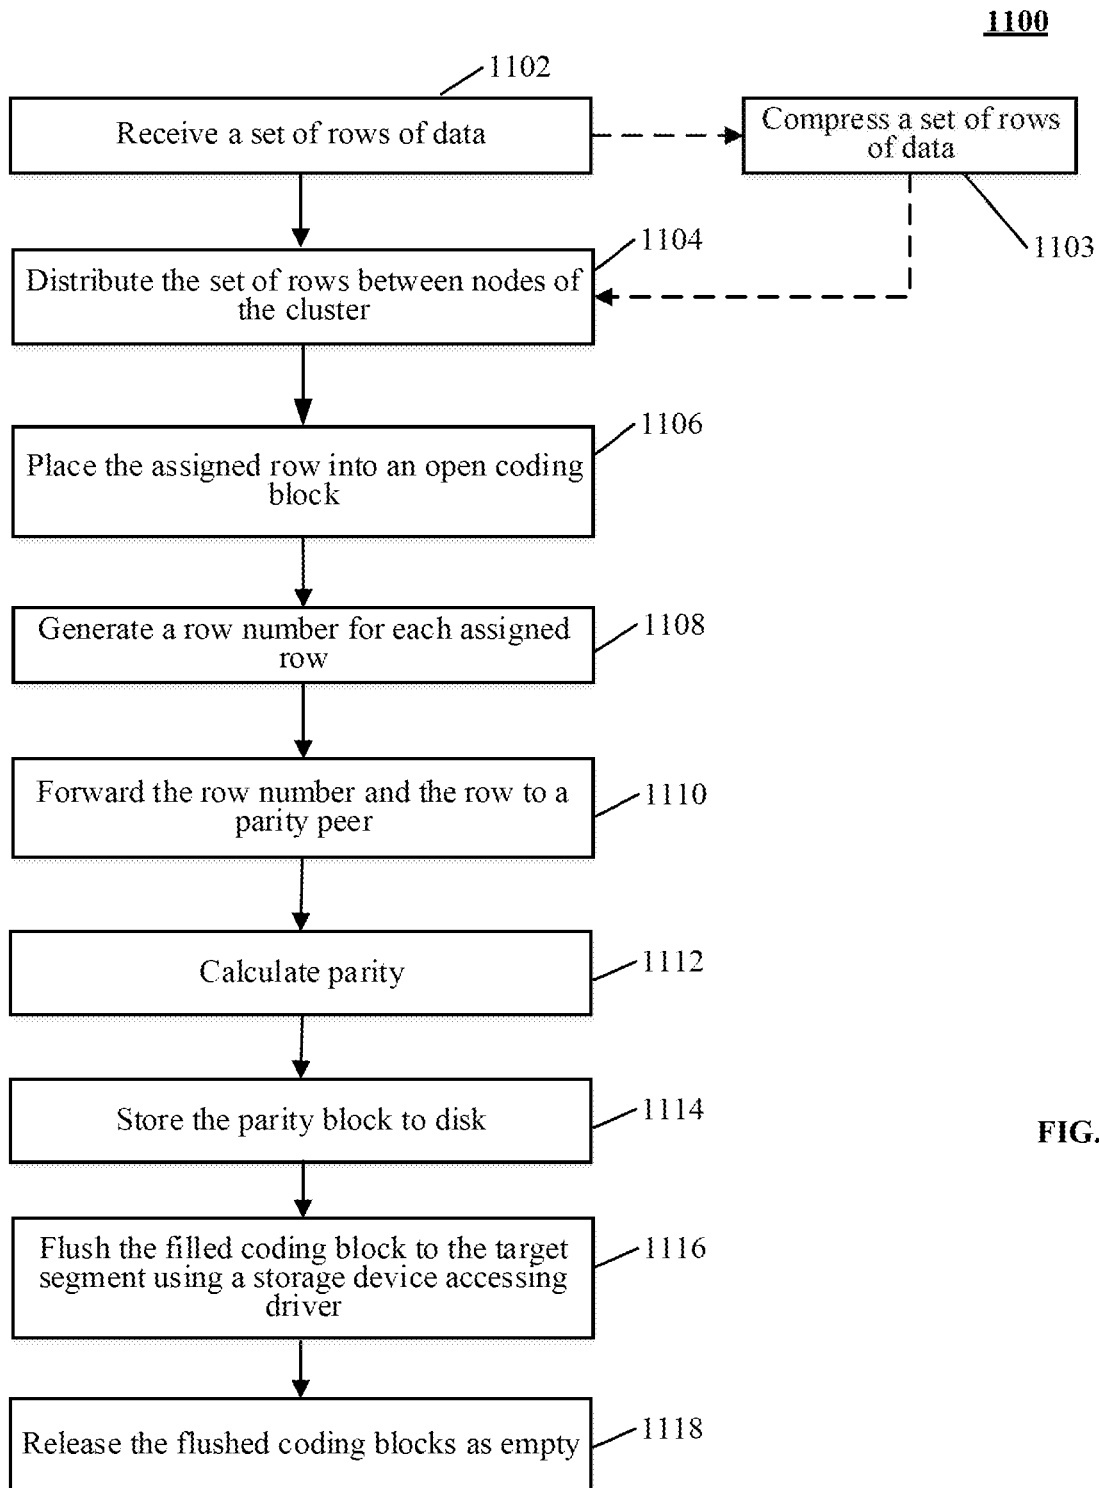 1100
1102
Receive a set of rows of data
Compress a set of rows
of data
1103
1104
Distribute the set of rows between nodes of
the cluster
1106
Place the assigned row into an open coding
block
1108
Generate a row number for each assigned
row
1110
Forward the row number and the row to a
parity peer
1112
Calculate parity
1114
Store the parity block to disk
FIG.
1116
Flush the filled coding block to the target
segment using a storage device accessing
driver
1118
Release the flushed coding blocks as empty